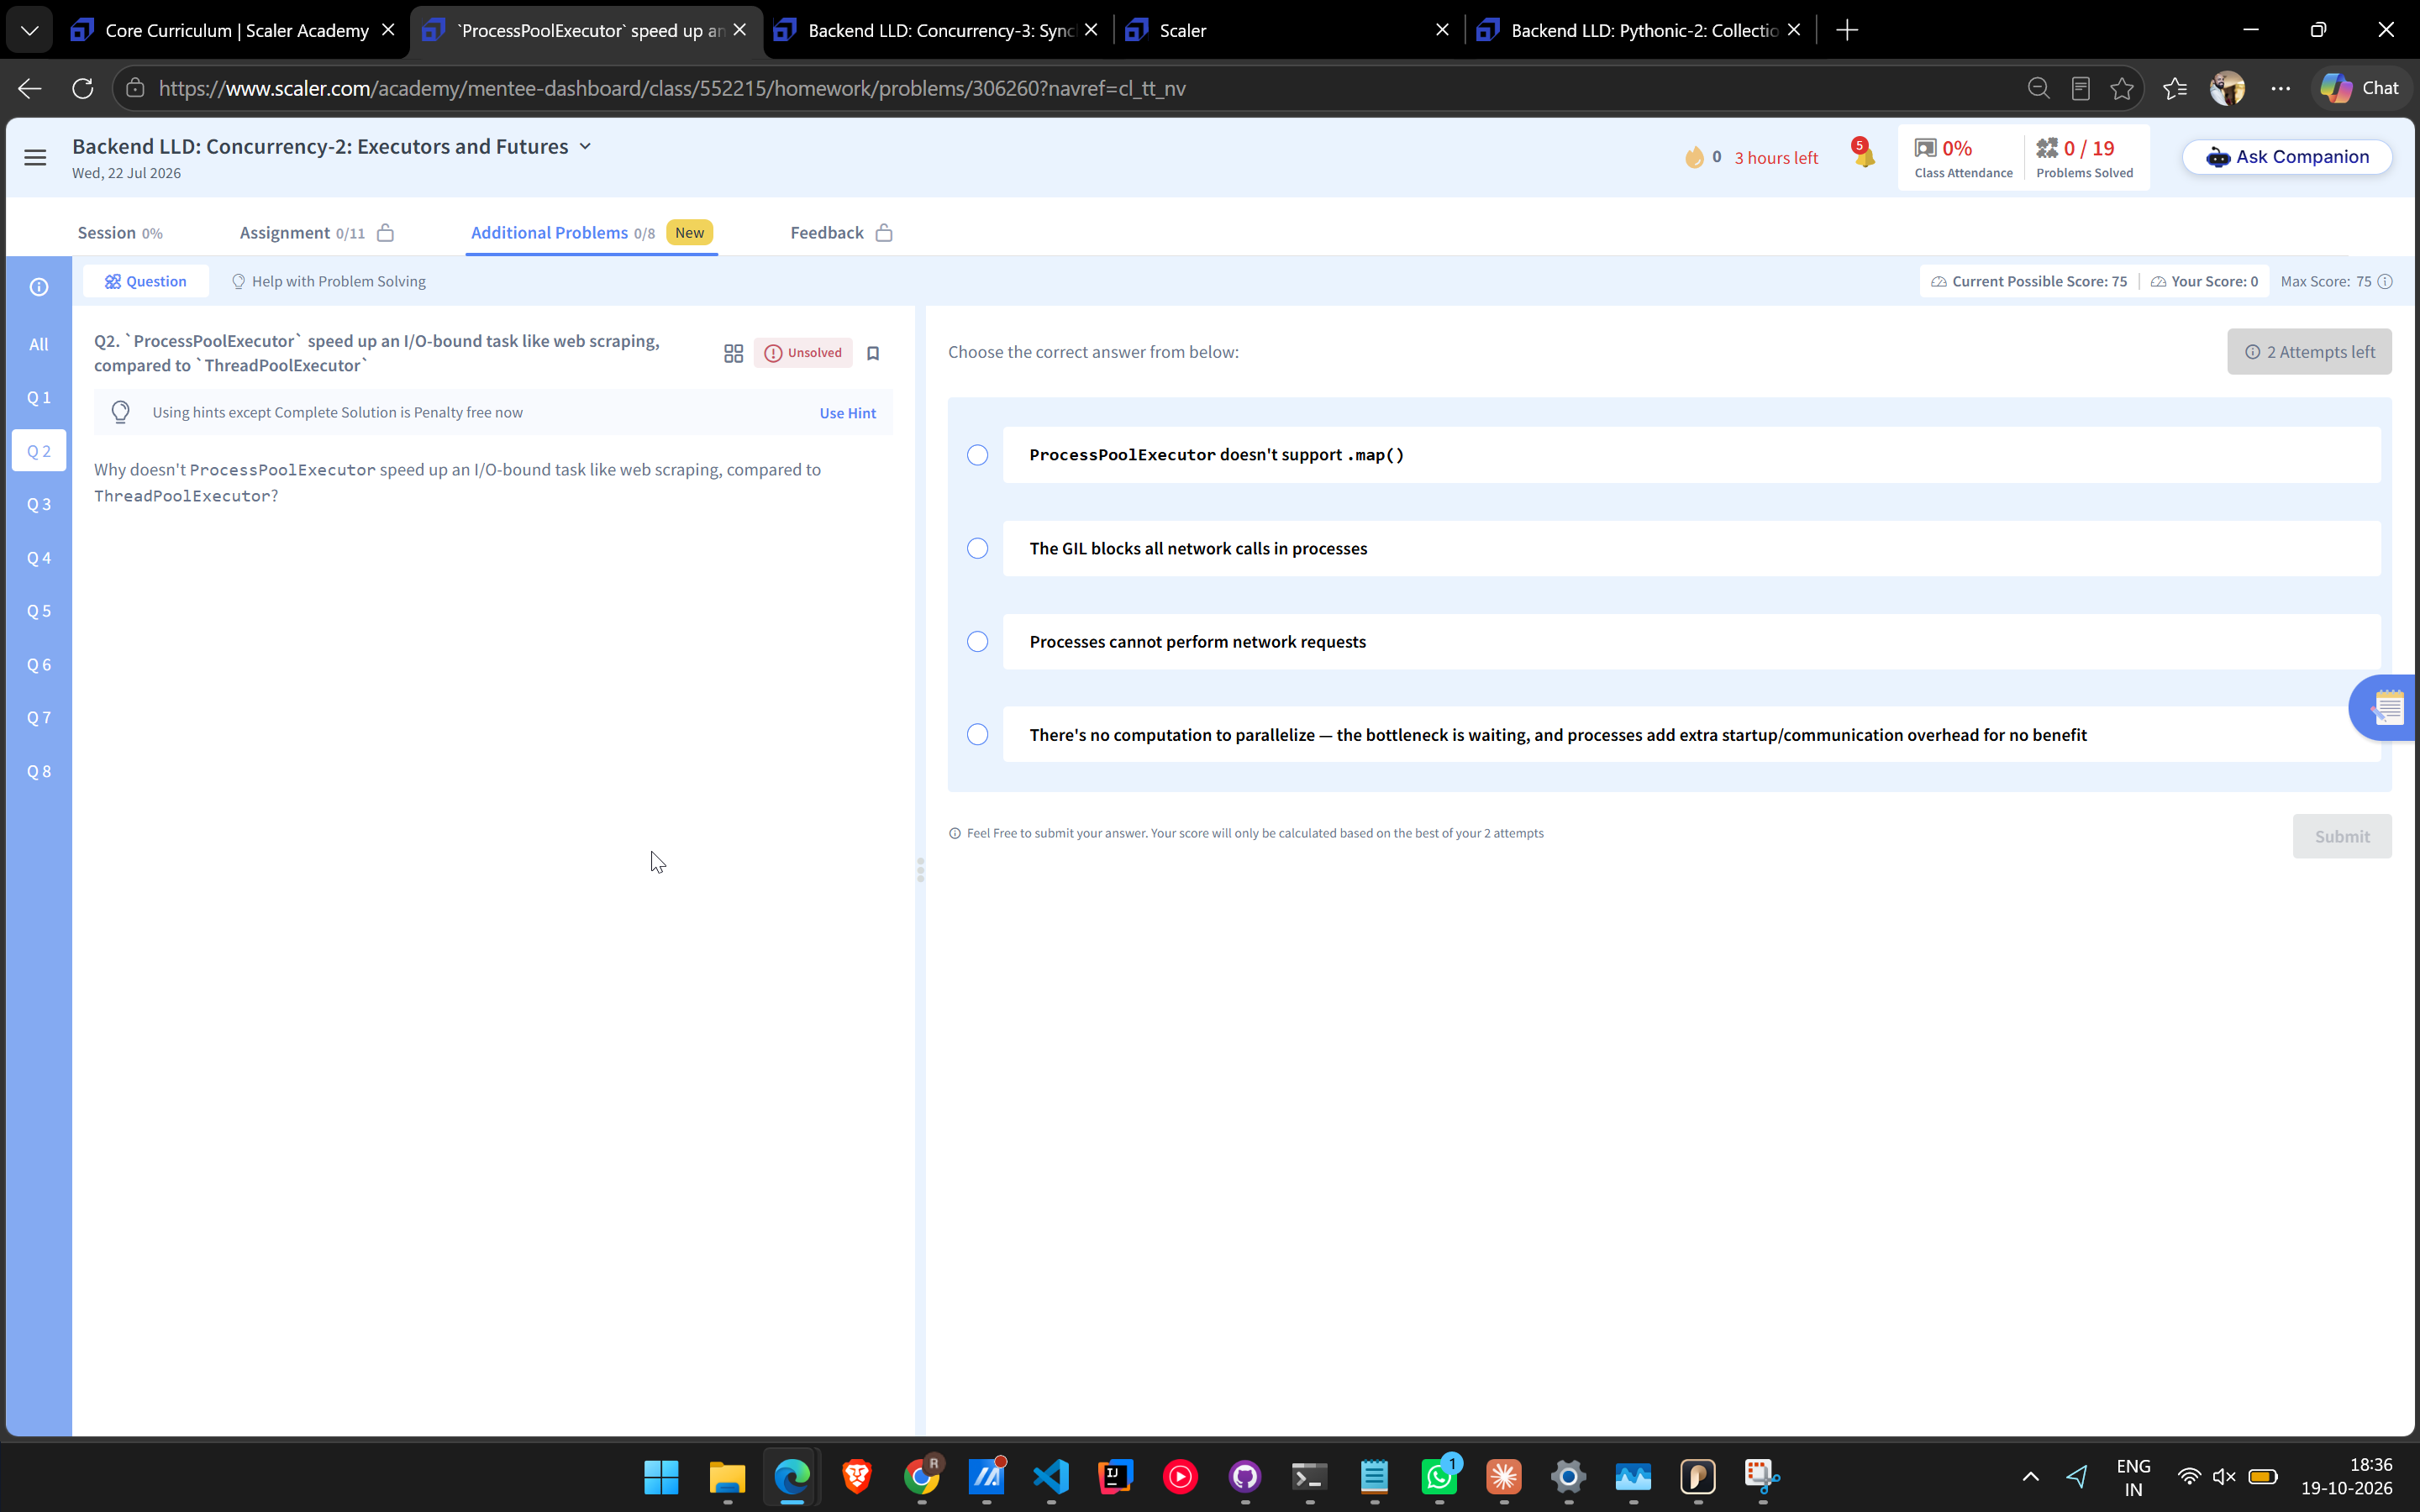 Core Curriculum | Scaler Academy
`ProcessPoolExecutor` speed up an
Backend LLD: Concurrency-3: Sync
Scaler
Backend LLD: Pythonic-2: Collectio
https://www.scaler.com/academy/mentee-dashboard/class/552215/homework/problems/306260?navref=cl_tt_nv
Chat
Backend LLD: Concurrency-2: Executors and Futures
Wed, 22 Jul 2026
0 3 hours left
5
0%
Class Attendance
0 / 19
Problems Solved
Ask Companion
Session 0%
Assignment 0/11
Additional Problems 0/8 New
Feedback
Question
Help with Problem Solving
Current Possible Score: 75
Your Score: 0
Max Score: 75
All
Q 1
Q 2
Q 3
Q 4
Q 5
Q 6
Q 7
Q 8
Q2. `ProcessPoolExecutor` speed up an I/O-bound task like web scraping,
compared to `ThreadPoolExecutor`
Unsolved
Using hints except Complete Solution is Penalty free now
Use Hint
Why doesn't ProcessPoolExecutor speed up an I/O-bound task like web scraping, compared to
ThreadPoolExecutor?
Choose the correct answer from below:
2 Attempts left
ProcessPoolExecutor doesn't support .map()
The GIL blocks all network calls in processes
Processes cannot perform network requests
There's no computation to parallelize — the bottleneck is waiting, and processes add extra startup/communication overhead for no benefit
Feel Free to submit your answer. Your score will only be calculated based on the best of your 2 attempts
Submit
R
IJ
1
ENG
IN
18:36
19-10-2026